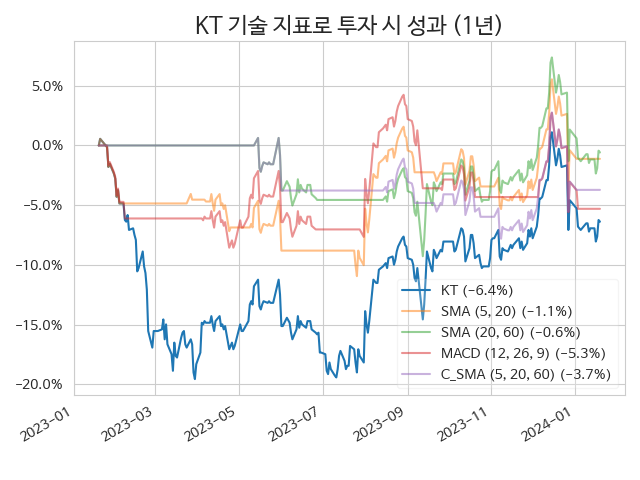 KT 기술 지표로 투자 시 성과 (1년)
5.0%
0.0%
−5.0%
−10.0%
−15.0%
−20.0%
KT (−6.4%)
SMA (5, 20) (−1.1%)
SMA (20, 60) (−0.6%)
MACD (12, 26, 9) (−5.3%)
C_SMA (5, 20, 60) (−3.7%)
2023-01
2023-03
2023-05
2023-07
2023-09
2023-11
2024-01